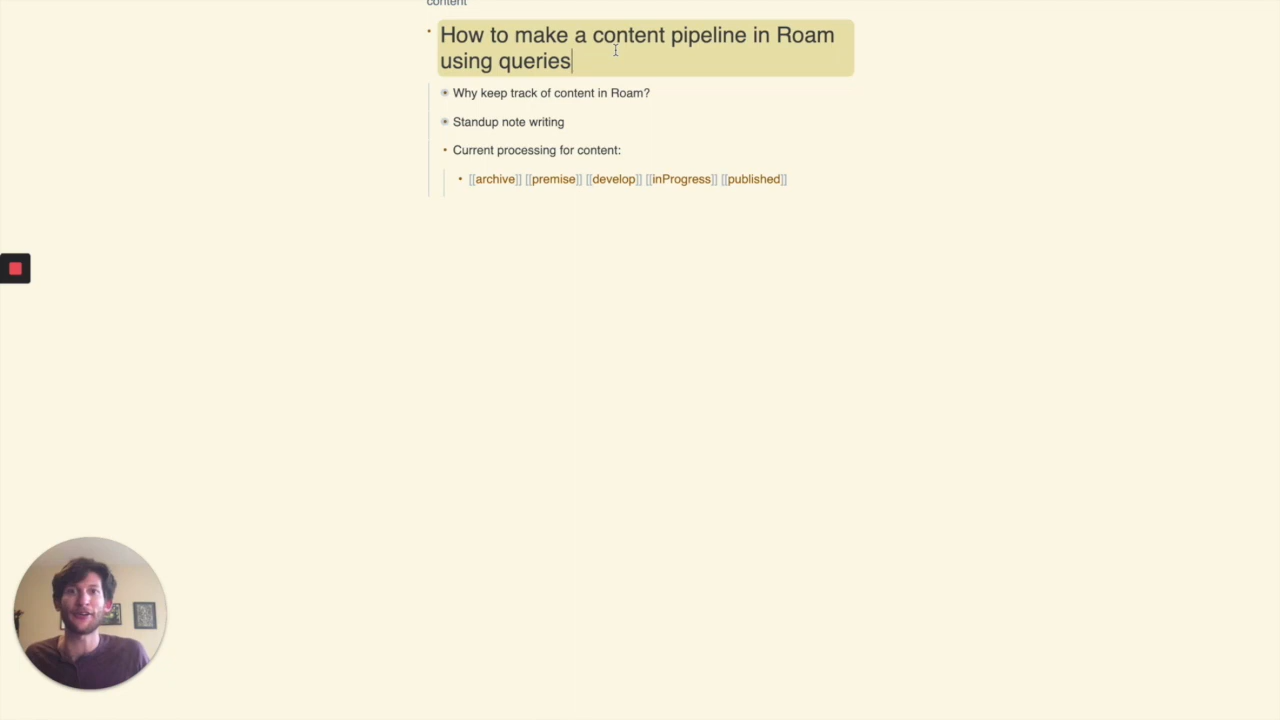 content
How to make a content pipeline in Roam
using queries
Why keep track of content in Roam?
Standup note writing
Current processing for content:
[[archive]] [[premise]] [[develop]] [[inProgress]] [[published]]